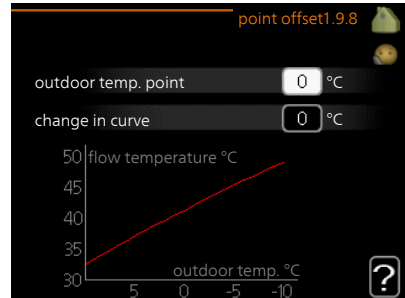 point offset1.9.8
outdoor temp. point 0 °C
change in curve 0 °C
50 flow temperature °C
45
40
35
30
outdoor temp. °C
5 0 -5 -10
?